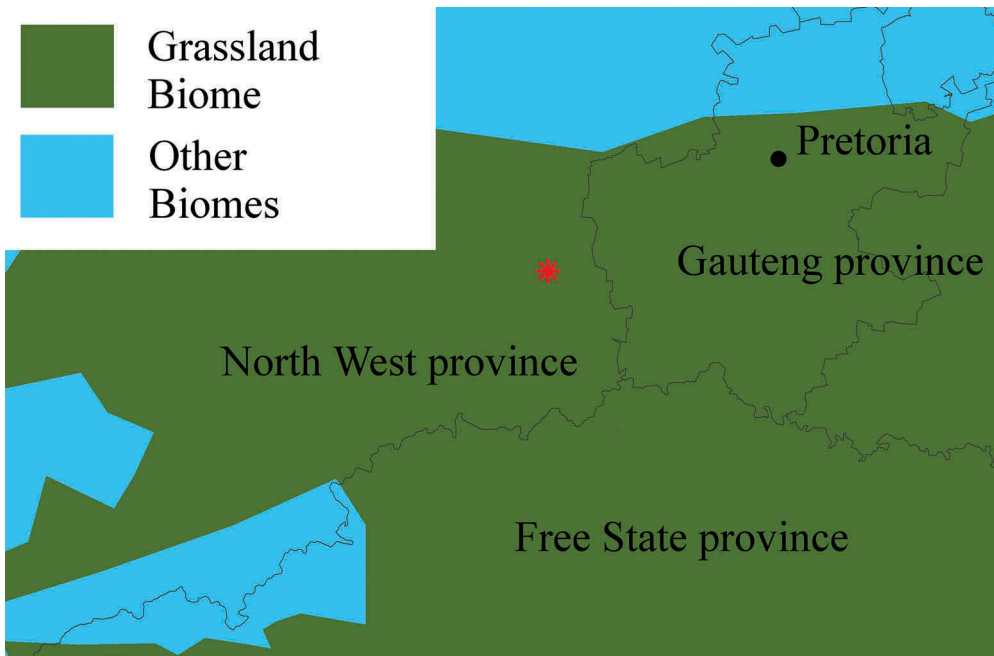 Grassland
Biome
Other
Biomes
Pretoria
Gauteng province
North West province
Free State province